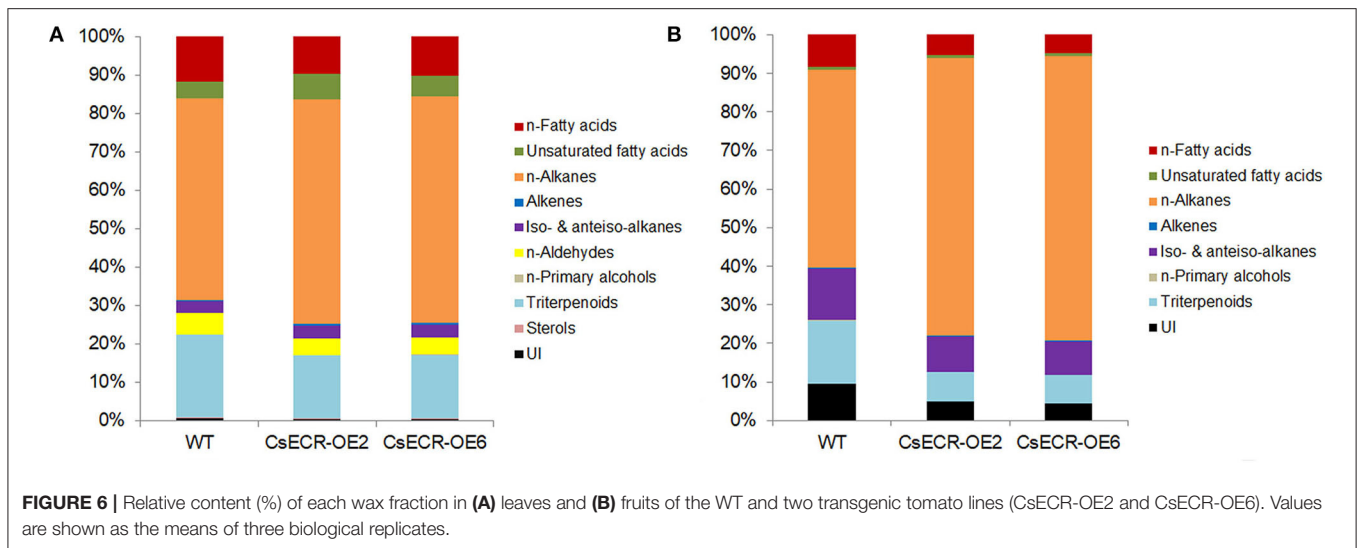 A
100%
90%
80%
70%
60%
50%
40%
30%
20%
10%
0%
WT
CsECR-OE2
CsECR-OE6
n-Fatty acids
Unsaturated fatty acids
n-Alkanes
Alkenes
Iso- & anteiso-alkanes
n-Aldehydes
n-Primary alcohols
Triterpenoids
Sterols
UI
B
100%
90%
80%
70%
60%
50%
40%
30%
20%
10%
0%
WT
CsECR-OE2
CsECR-OE6
n-Fatty acids
Unsaturated fatty acids
n-Alkanes
Alkenes
Iso- & anteiso-alkanes
n-Primary alcohols
Triterpenoids
UI
FIGURE 6 | Relative content (%) of each wax fraction in (A) leaves and (B) fruits of the WT and two transgenic tomato lines (CsECR-OE2 and CsECR-OE6). Values
are shown as the means of three biological replicates.